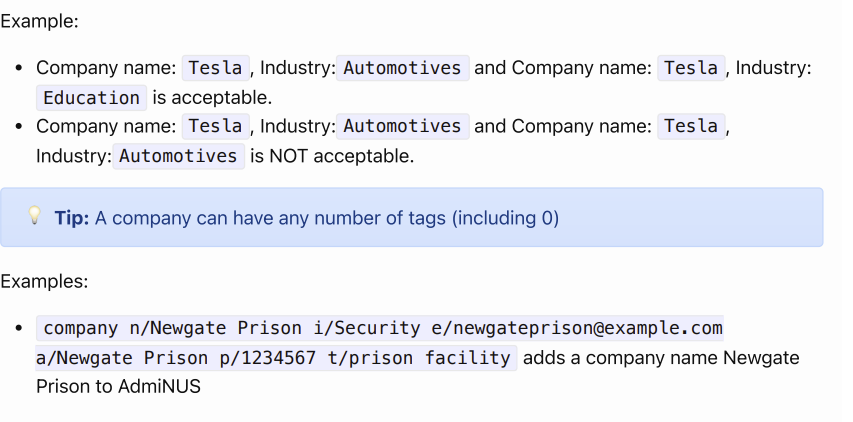 Example:
• Company name: Tesla , Industry: Automotives and Company name: Tesla , Industry:
Education is acceptable.
• Company name: Tesla , Industry: Automotives and Company name: Tesla ,
Industry: Automotives is NOT acceptable.
💡 Tip: A company can have any number of tags (including 0)
Examples:
• company n/Newgate Prison i/Security e/newgateprison@example.com
a/Newgate Prison p/1234567 t/prison facility adds a company name Newgate
Prison to AdmiNUS